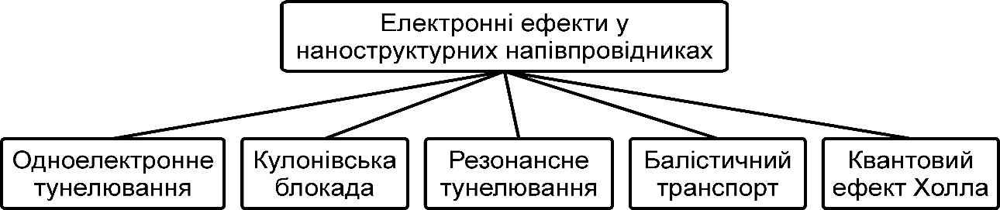 Електронні ефекти у
наноструктурних напівпровідниках
Одноелектронне
тунелювання
Кулонівська
блокада
Резонансне
тунелювання
Балістичний
транспорт
Квантовий
ефект Холла